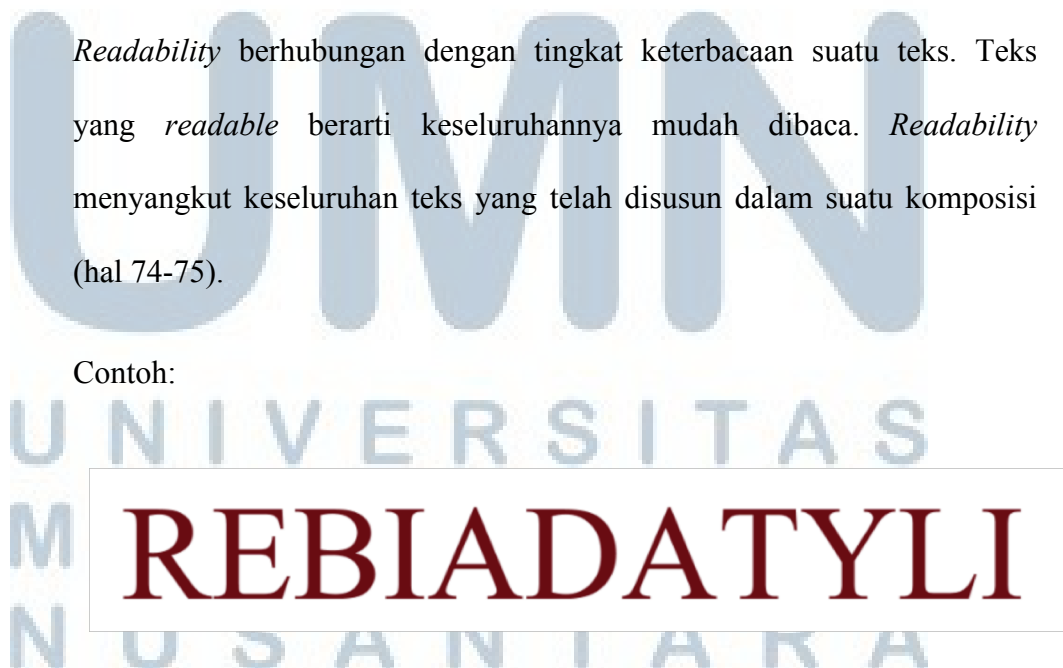 UMN
Readability berhubungan dengan tingkat keterbacaan suatu teks. Teks
yang readable berarti keseluruhannya mudah dibaca. Readability
menyangkut keseluruhan teks yang telah disusun dalam suatu komposisi
(hal 74-75).
Contoh:
UNIVERSITAS
M
REBIADATYLI
NUSANTARA